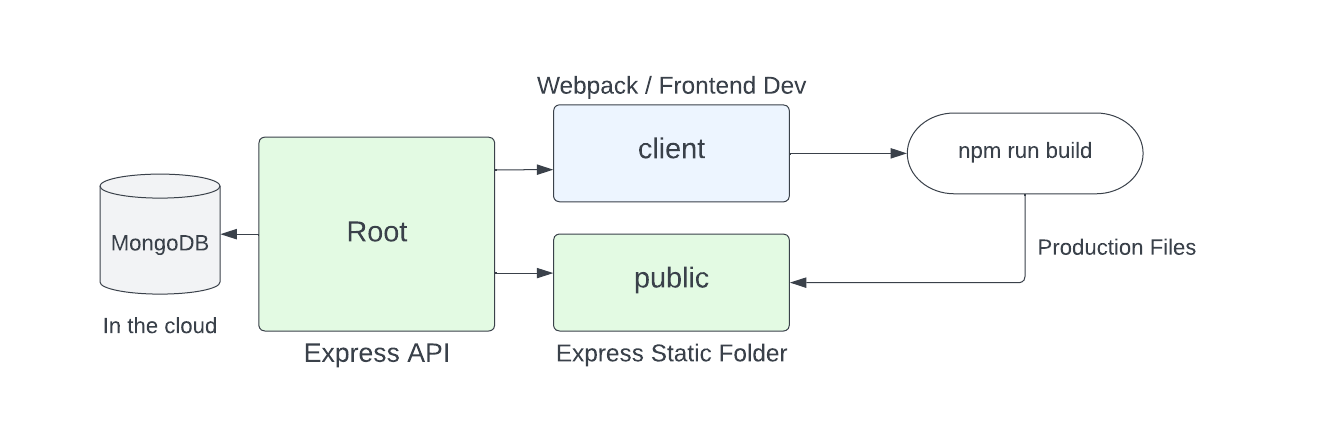 Webpack / Frontend Dev
client
npm run build
Root
MongoDB
Production Files
public
In the cloud
Express API
Express Static Folder